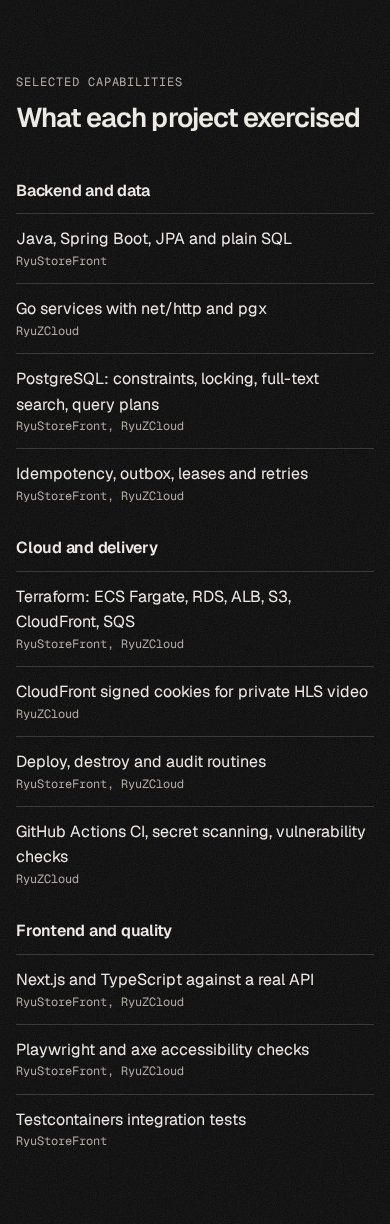 SELECTED CAPABILITIES
What each project exercised
Backend and data
Java, Spring Boot, JPA and plain SQL
RyuStoreFront
Go services with net/http and pgx
RyuZCloud
PostgreSQL: constraints, locking, full-text
search, query plans
RyuStoreFront, RyuZCloud
Idempotency, outbox, leases and retries
RyuStoreFront, RyuZCloud
Cloud and delivery
Terraform: ECS Fargate, RDS, ALB, S3,
CloudFront, SQS
RyuStoreFront, RyuZCloud
CloudFront signed cookies for private HLS video
RyuZCloud
Deploy, destroy and audit routines
RyuStoreFront, RyuZCloud
GitHub Actions CI, secret scanning, vulnerability
checks
RyuZCloud
Frontend and quality
Next.js and TypeScript against a real API
RyuStoreFront, RyuZCloud
Playwright and axe accessibility checks
RyuStoreFront, RyuZCloud
Testcontainers integration tests
RyuStoreFront